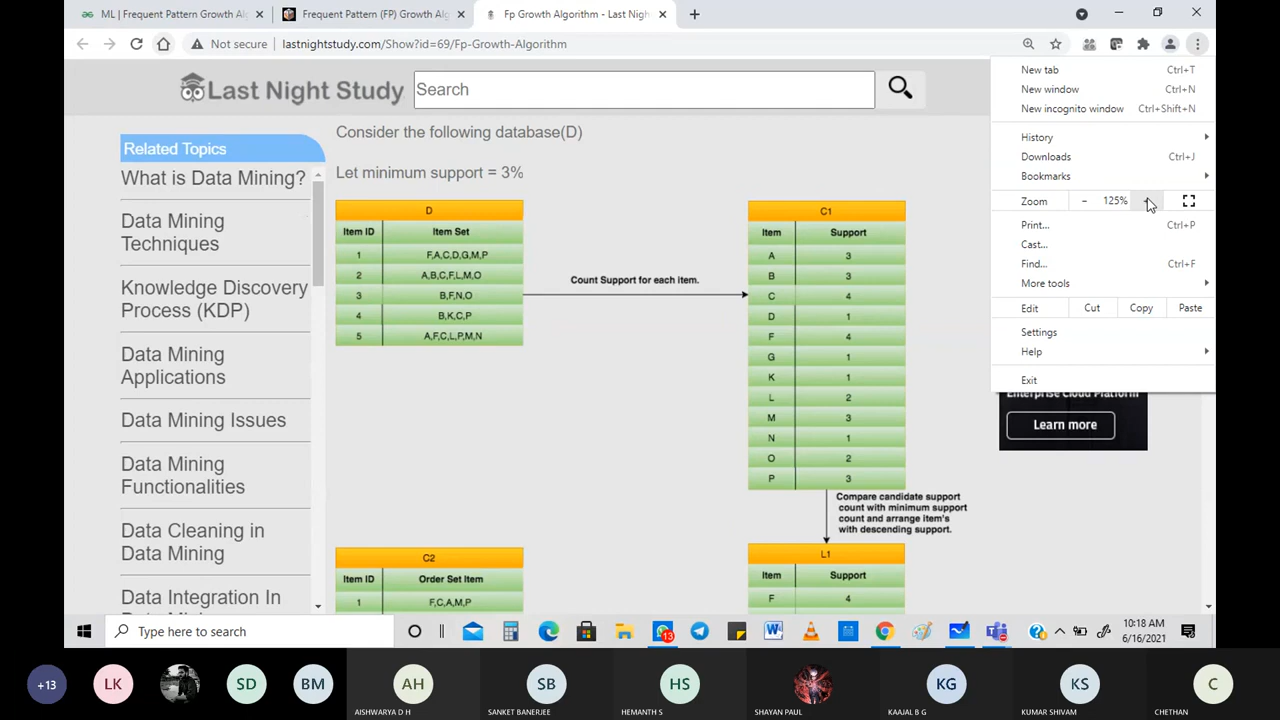 ML | Frequent Pattern Growth Al
Frequent Pattern (FP) Growth Alg
Fp Growth Algorithm - Last Nigh
Not secure
lastnightstudy.com/Show?id=69/Fp-Growth-Algorithm
Last Night Study
Search
New tab Ctrl+T
New window Ctrl+N
New incognito window Ctrl+Shift+N
History
Downloads Ctrl+J
Bookmarks
Zoom - 125% +
Print... Ctrl+P
Cast...
Find... Ctrl+F
More tools
Edit Cut Copy Paste
Settings
Help
Exit
Enterprise Cloud Platform
Learn more
Related Topics
What is Data Mining?
Data Mining
Techniques
Knowledge Discovery
Process (KDP)
Data Mining
Applications
Data Mining Issues
Data Mining
Functionalities
Data Cleaning in
Data Mining
Data Integration In
Consider the following database(D)
Let minimum support = 3%
D
Item ID Item Set
1 F,A,C,D,G,M,P
2 A,B,C,F,L,M,O
3 B,F,N,O
4 B,K,C,P
5 A,F,C,L,P,M,N
Count Support for each item.
C1
Item Support
A 3
B 3
C 4
D 1
F 4
G 1
K 1
L 2
M 3
N 1
O 2
P 3
Compare candidate support
count with minimum support
count and arrange item's
with descending support.
C2
Item ID Order Set Item
1 F,C,A,M,P
L1
Item Support
F 4
Type here to search
13
10:18 AM
6/16/2021
+13
LK
SD
BM
AH
AISHWARYA D H
SB
SANKET BANERJEE
HS
HEMANTH S
SHAYAN PAUL
KG
KAAJAL B G
KS
KUMAR SHIVAM
C
CHETHAN